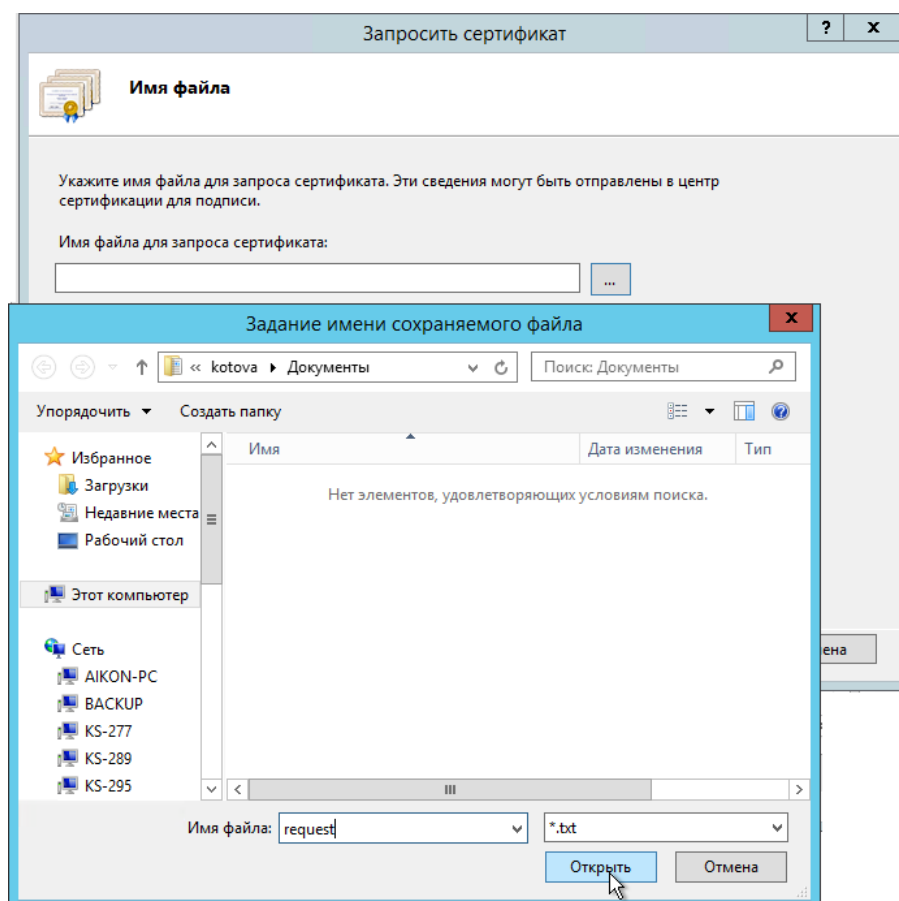 Запросить сертификат
? x
Имя файла
Укажите имя файла для запроса сертификата. Эти сведения могут быть отправлены в центр
сертификации для подписи.
Имя файла для запроса сертификата:
...
Задание имени сохраняемого файла
x
« kotova Документы
Поиск: Документы
Упорядочить
Создать папку
Имя
Дата изменения
Тип
Избранное
Загрузки
Недавние места
Рабочий стол
Нет элементов, удовлетворяющих условиям поиска.
Этот компьютер
Сеть
AIKON-PC
BACKUP
KS-277
KS-289
KS-295
ена
Имя файла: request
*.txt
Открыть
Отмена